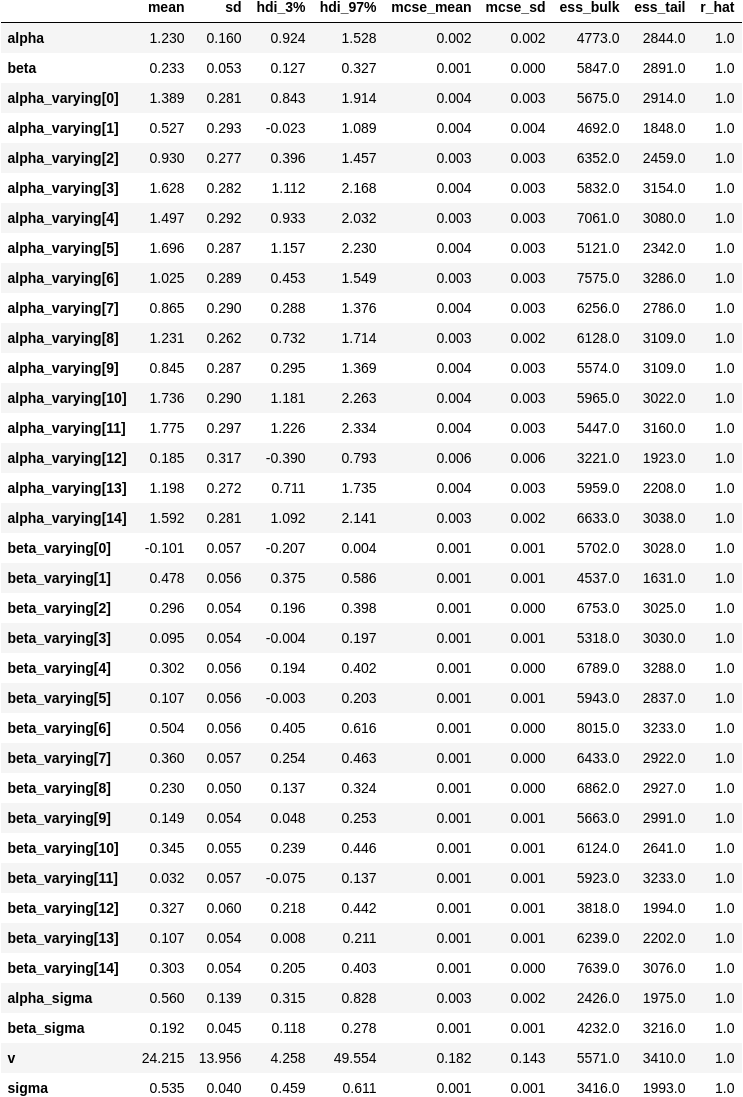 mean sd hdi_3% hdi_97% mcse_mean mcse_sd ess_bulk ess_tail r_hat
alpha 1.230 0.160 0.924 1.528 0.002 0.002 4773.0 2844.0 1.0
beta 0.233 0.053 0.127 0.327 0.001 0.000 5847.0 2891.0 1.0
alpha_varying[0] 1.389 0.281 0.843 1.914 0.004 0.003 5675.0 2914.0 1.0
alpha_varying[1] 0.527 0.293 -0.023 1.089 0.004 0.004 4692.0 1848.0 1.0
alpha_varying[2] 0.930 0.277 0.396 1.457 0.003 0.003 6352.0 2459.0 1.0
alpha_varying[3] 1.628 0.282 1.112 2.168 0.004 0.003 5832.0 3154.0 1.0
alpha_varying[4] 1.497 0.292 0.933 2.032 0.003 0.003 7061.0 3080.0 1.0
alpha_varying[5] 1.696 0.287 1.157 2.230 0.004 0.003 5121.0 2342.0 1.0
alpha_varying[6] 1.025 0.289 0.453 1.549 0.003 0.003 7575.0 3286.0 1.0
alpha_varying[7] 0.865 0.290 0.288 1.376 0.004 0.003 6256.0 2786.0 1.0
alpha_varying[8] 1.231 0.262 0.732 1.714 0.003 0.002 6128.0 3109.0 1.0
alpha_varying[9] 0.845 0.287 0.295 1.369 0.004 0.003 5574.0 3109.0 1.0
alpha_varying[10] 1.736 0.290 1.181 2.263 0.004 0.003 5965.0 3022.0 1.0
alpha_varying[11] 1.775 0.297 1.226 2.334 0.004 0.003 5447.0 3160.0 1.0
alpha_varying[12] 0.185 0.317 -0.390 0.793 0.006 0.006 3221.0 1923.0 1.0
alpha_varying[13] 1.198 0.272 0.711 1.735 0.004 0.003 5959.0 2208.0 1.0
alpha_varying[14] 1.592 0.281 1.092 2.141 0.003 0.002 6633.0 3038.0 1.0
beta_varying[0] -0.101 0.057 -0.207 0.004 0.001 0.001 5702.0 3028.0 1.0
beta_varying[1] 0.478 0.056 0.375 0.586 0.001 0.001 4537.0 1631.0 1.0
beta_varying[2] 0.296 0.054 0.196 0.398 0.001 0.000 6753.0 3025.0 1.0
beta_varying[3] 0.095 0.054 -0.004 0.197 0.001 0.001 5318.0 3030.0 1.0
beta_varying[4] 0.302 0.056 0.194 0.402 0.001 0.000 6789.0 3288.0 1.0
beta_varying[5] 0.107 0.056 -0.003 0.203 0.001 0.001 5943.0 2837.0 1.0
beta_varying[6] 0.504 0.056 0.405 0.616 0.001 0.000 8015.0 3233.0 1.0
beta_varying[7] 0.360 0.057 0.254 0.463 0.001 0.000 6433.0 2922.0 1.0
beta_varying[8] 0.230 0.050 0.137 0.324 0.001 0.000 6862.0 2927.0 1.0
beta_varying[9] 0.149 0.054 0.048 0.253 0.001 0.001 5663.0 2991.0 1.0
beta_varying[10] 0.345 0.055 0.239 0.446 0.001 0.001 6124.0 2641.0 1.0
beta_varying[11] 0.032 0.057 -0.075 0.137 0.001 0.001 5923.0 3233.0 1.0
beta_varying[12] 0.327 0.060 0.218 0.442 0.001 0.001 3818.0 1994.0 1.0
beta_varying[13] 0.107 0.054 0.008 0.211 0.001 0.001 6239.0 2202.0 1.0
beta_varying[14] 0.303 0.054 0.205 0.403 0.001 0.000 7639.0 3076.0 1.0
alpha_sigma 0.560 0.139 0.315 0.828 0.003 0.002 2426.0 1975.0 1.0
beta_sigma 0.192 0.045 0.118 0.278 0.001 0.001 4232.0 3216.0 1.0
v 24.215 13.956 4.258 49.554 0.182 0.143 5571.0 3410.0 1.0
sigma 0.535 0.040 0.459 0.611 0.001 0.001 3416.0 1993.0 1.0